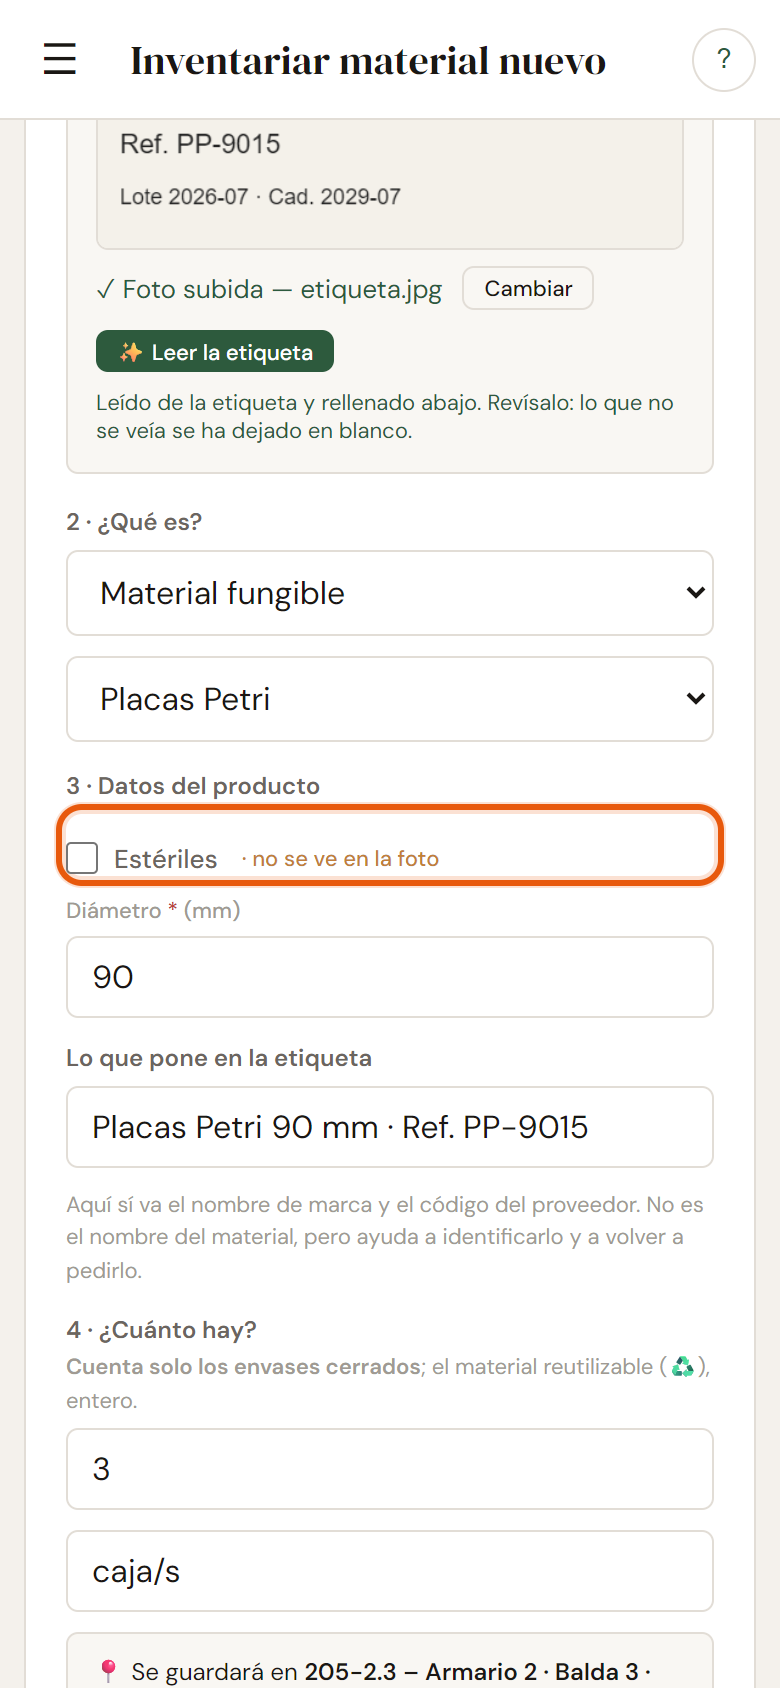 Inventariar material nuevo
?
Ref. PP-9015
Lote 2026-07 · Cad. 2029-07
✓ Foto subida — etiqueta.jpg
Cambiar
✨ Leer la etiqueta
Leído de la etiqueta y rellenado abajo. Revísalo: lo que no
se veía se ha dejado en blanco.
2 · ¿Qué es?
Material fungible
Placas Petri
3 · Datos del producto
Estériles · no se ve en la foto
Diámetro * (mm)
90
Lo que pone en la etiqueta
Placas Petri 90 mm · Ref. PP-9015
Aquí sí va el nombre de marca y el código del proveedor. No es
el nombre del material, pero ayuda a identificarlo y a volver a
pedirlo.
4 · ¿Cuánto hay?
Cuenta solo los envases cerrados; el material reutilizable (♻️),
entero.
3
caja/s
📍 Se guardará en 205-2.3 – Armario 2 · Balda 3 ·